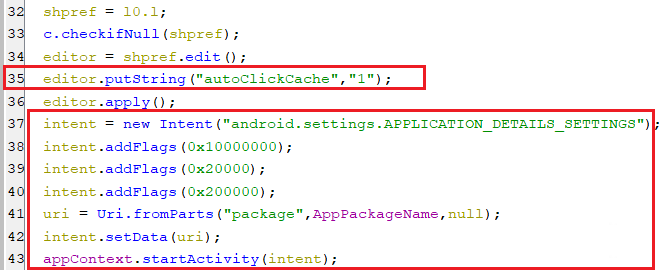 32 shpref = l0.l;
33 c.checkifNull(shpref);
34 editor = shpref.edit();
35 editor.putString("autoClickCache","1");
36 editor.apply();
37 intent = new Intent("android.settings.APPLICATION_DETAILS_SETTINGS");
38 intent.addFlags(0x10000000);
39 intent.addFlags(0x20000);
40 intent.addFlags(0x200000);
41 uri = Uri.fromParts("package",AppPackageName,null);
42 intent.setData(uri);
43 appContext.startActivity(intent);